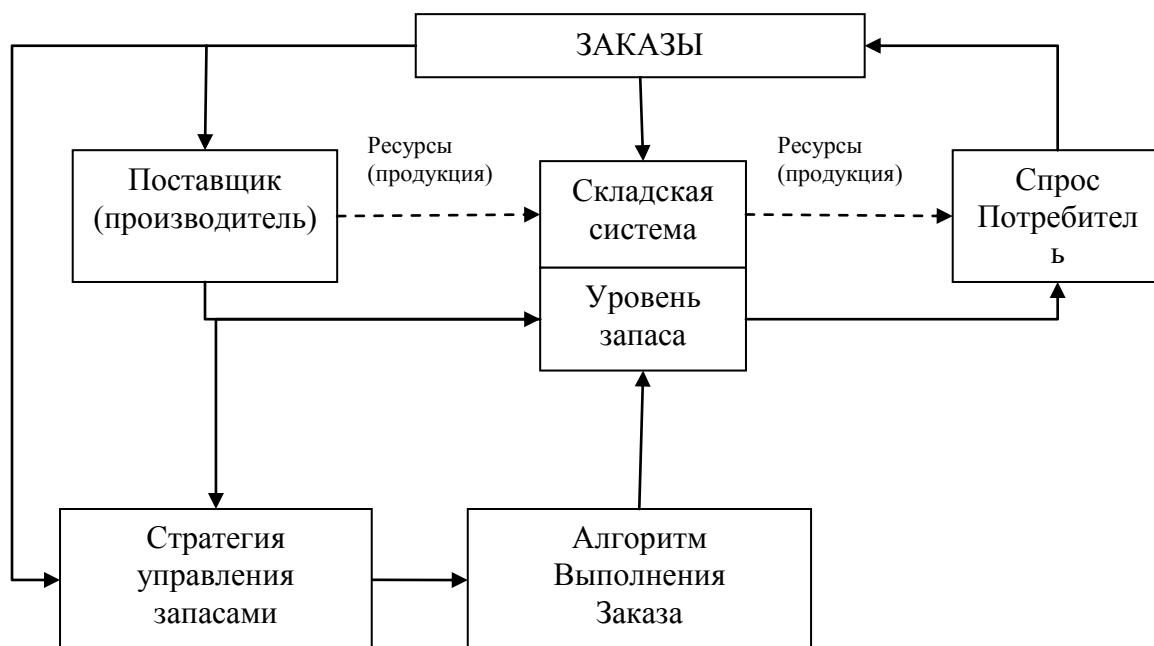 ЗАКАЗЫ
Поставщик
(производитель)
Ресурсы
(продукция)
Складская
система
Ресурсы
(продукция)
Спрос
Потребител
ь
Уровень
запаса
Стратегия
управления
запасами
Алгоритм
Выполнения
Заказа